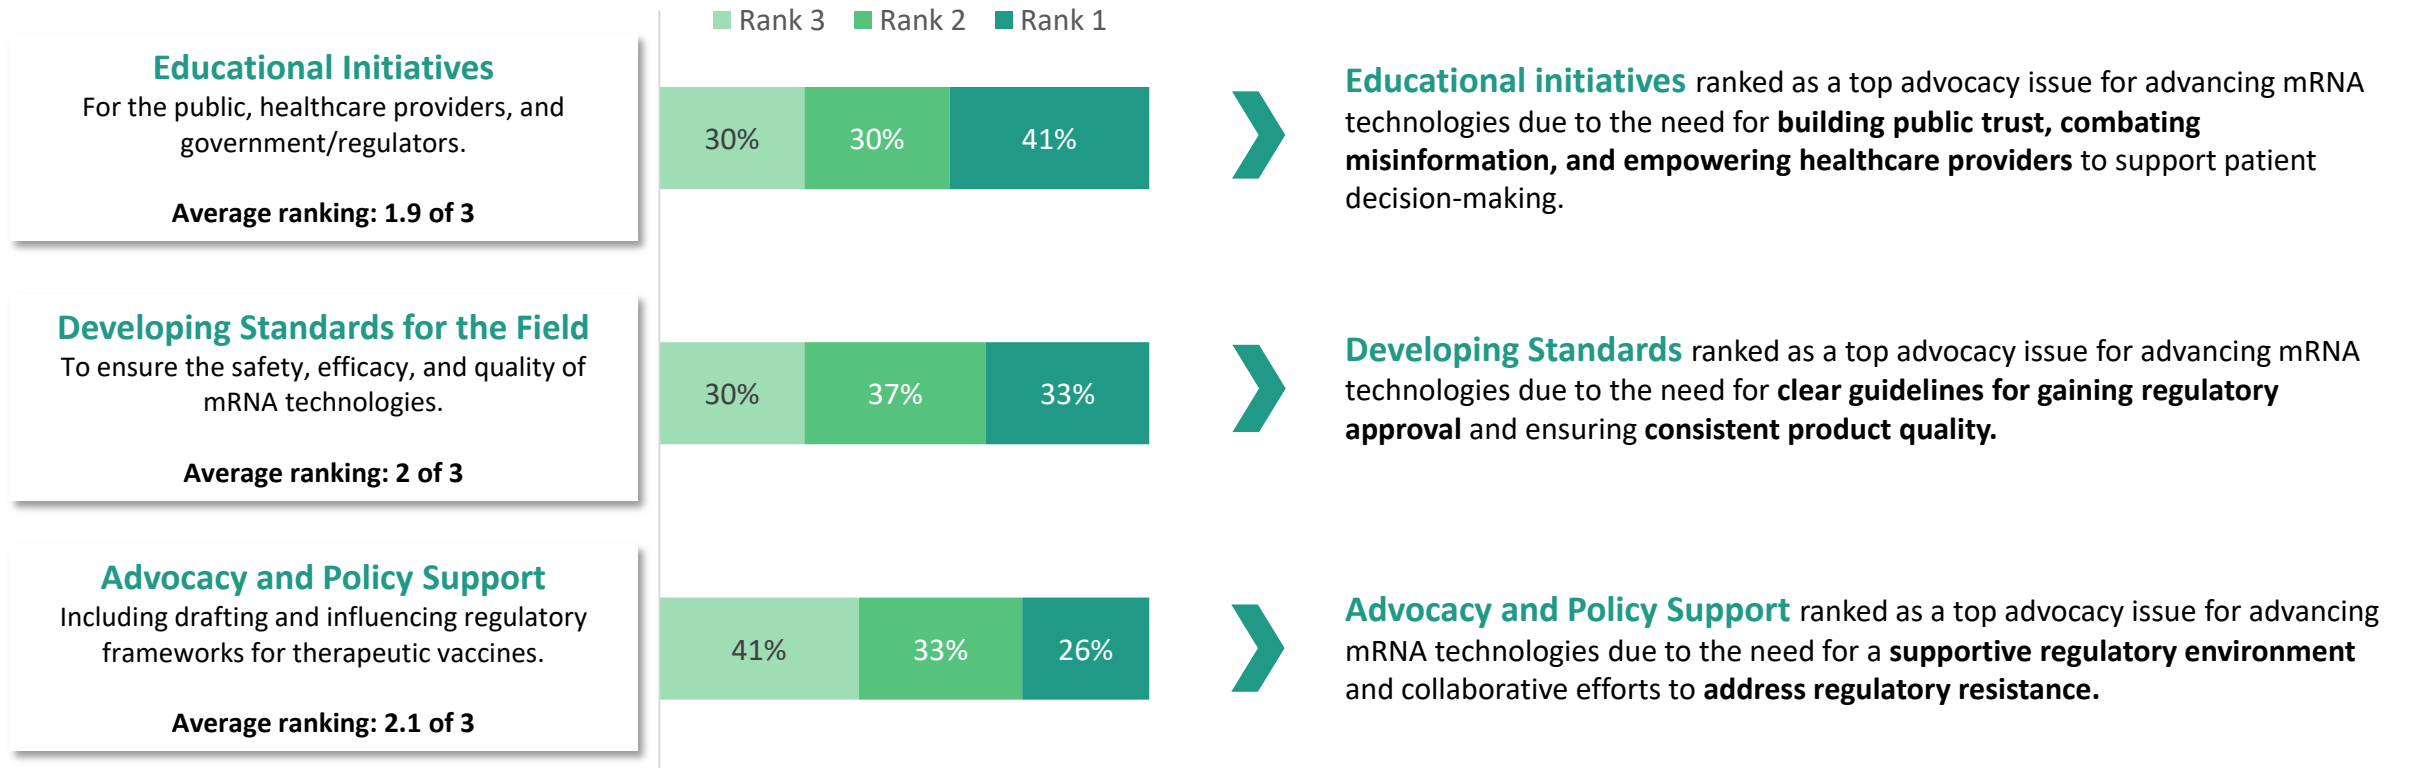 Rank 3 Rank 2 Rank 1
Educational Initiatives
For the public, healthcare providers, and
government/regulators.
Average ranking: 1.9 of 3
30% 30% 41%
Educational initiatives ranked as a top advocacy issue for advancing mRNA
technologies due to the need for building public trust, combating
misinformation, and empowering healthcare providers to support patient
decision-making.
Developing Standards for the Field
To ensure the safety, efficacy, and quality of
mRNA technologies.
Average ranking: 2 of 3
30% 37% 33%
Developing Standards ranked as a top advocacy issue for advancing mRNA
technologies due to the need for clear guidelines for gaining regulatory
approval and ensuring consistent product quality.
Advocacy and Policy Support
Including drafting and influencing regulatory
frameworks for therapeutic vaccines.
Average ranking: 2.1 of 3
41% 33% 26%
Advocacy and Policy Support ranked as a top advocacy issue for advancing
mRNA technologies due to the need for a supportive regulatory environment
and collaborative efforts to address regulatory resistance.